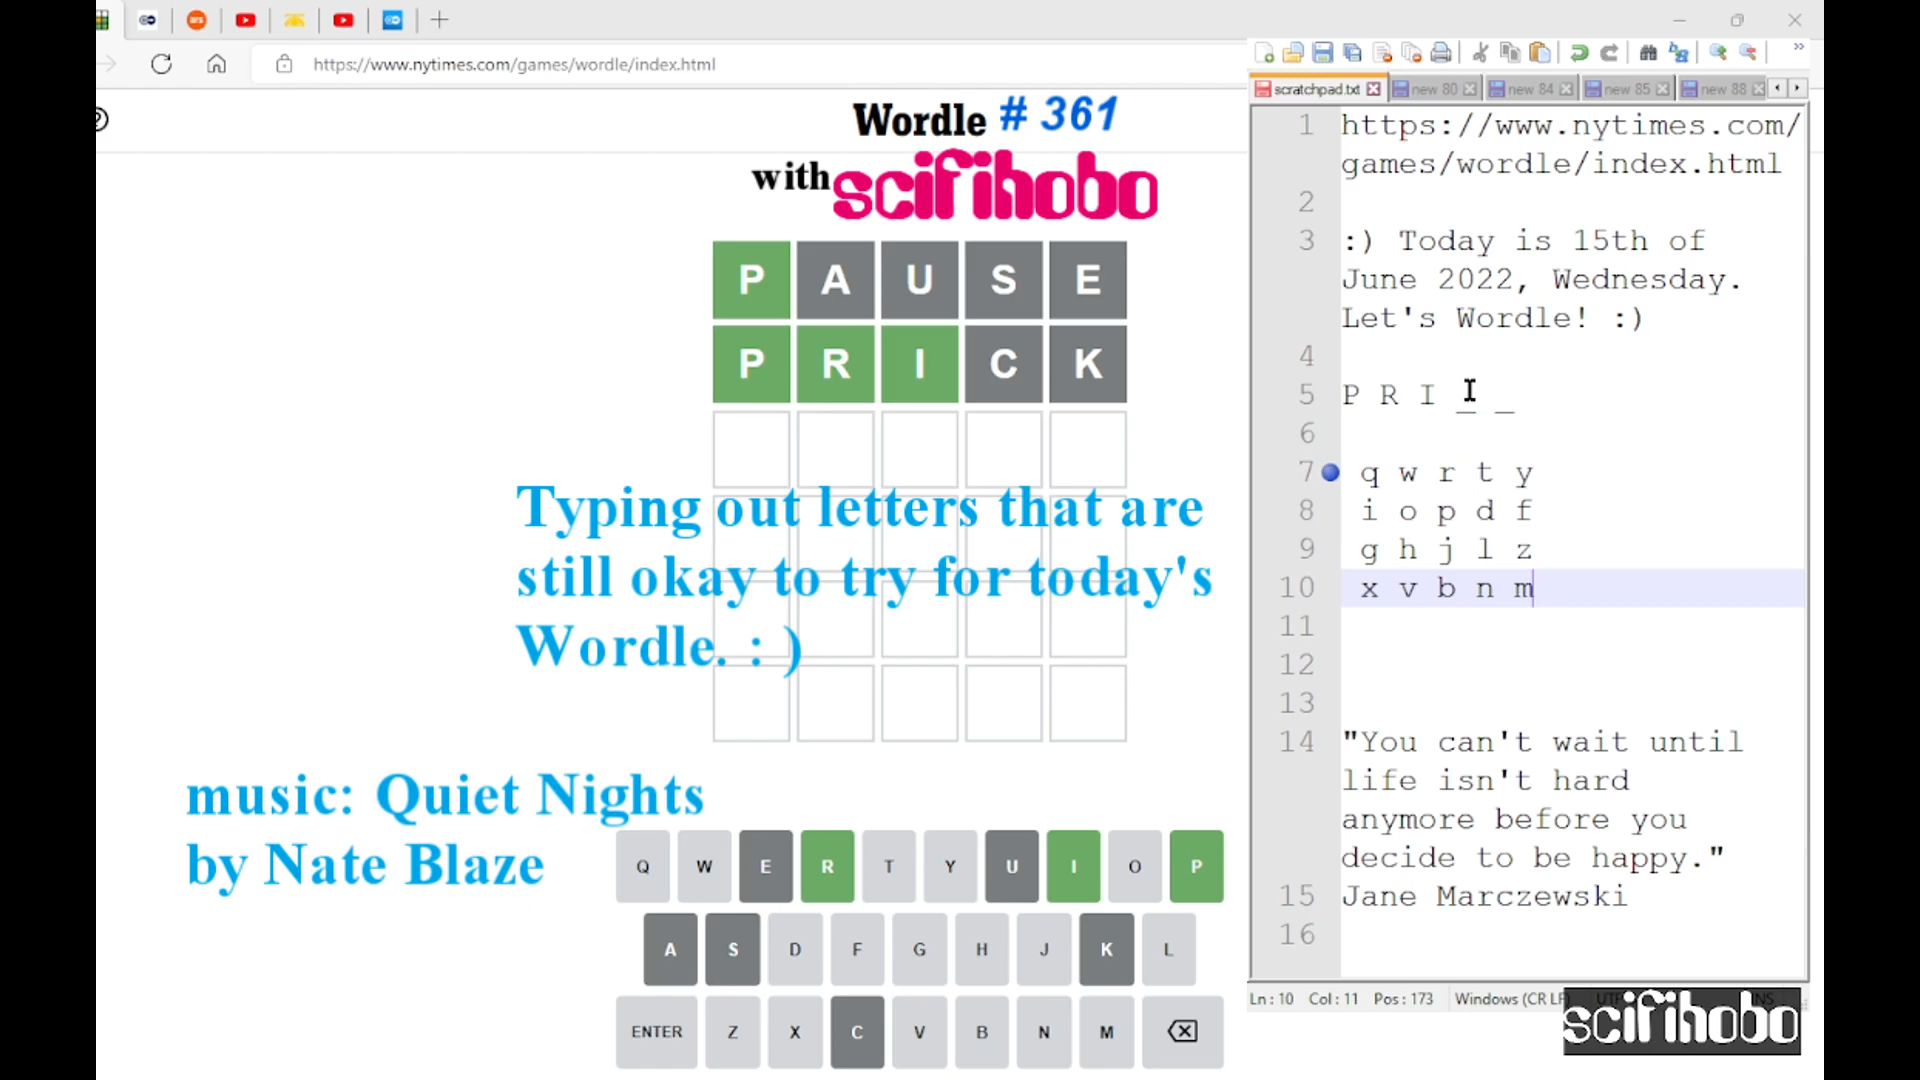 https://www.nytimes.com/games/wordle/index.html
Wordle # 361
with scifihobo
P A U S E
P R I C K
Typing out letters that are
still okay to try for today's
Wordle. : )
music: Quiet Nights
by Nate Blaze
Q W E R T Y U I O P
A S D F G H J K L
ENTER Z X C V B N M
scratchpad.txt new 80 new 84 new 85 new 88
1 https://www.nytimes.com/
games/wordle/index.html
2
3 :) Today is 15th of
June 2022, Wednesday.
Let's Wordle! :)
4
5 P R I _ _
6
7 q w r t y
8 i o p d f
9 g h j l z
10 x v b n m
11
12
13
14 "You can't wait until
life isn't hard
anymore before you
decide to be happy."
15 Jane Marczewski
16
Ln : 10 Col : 11 Pos : 173 Windows (CR LF)
scifihobo